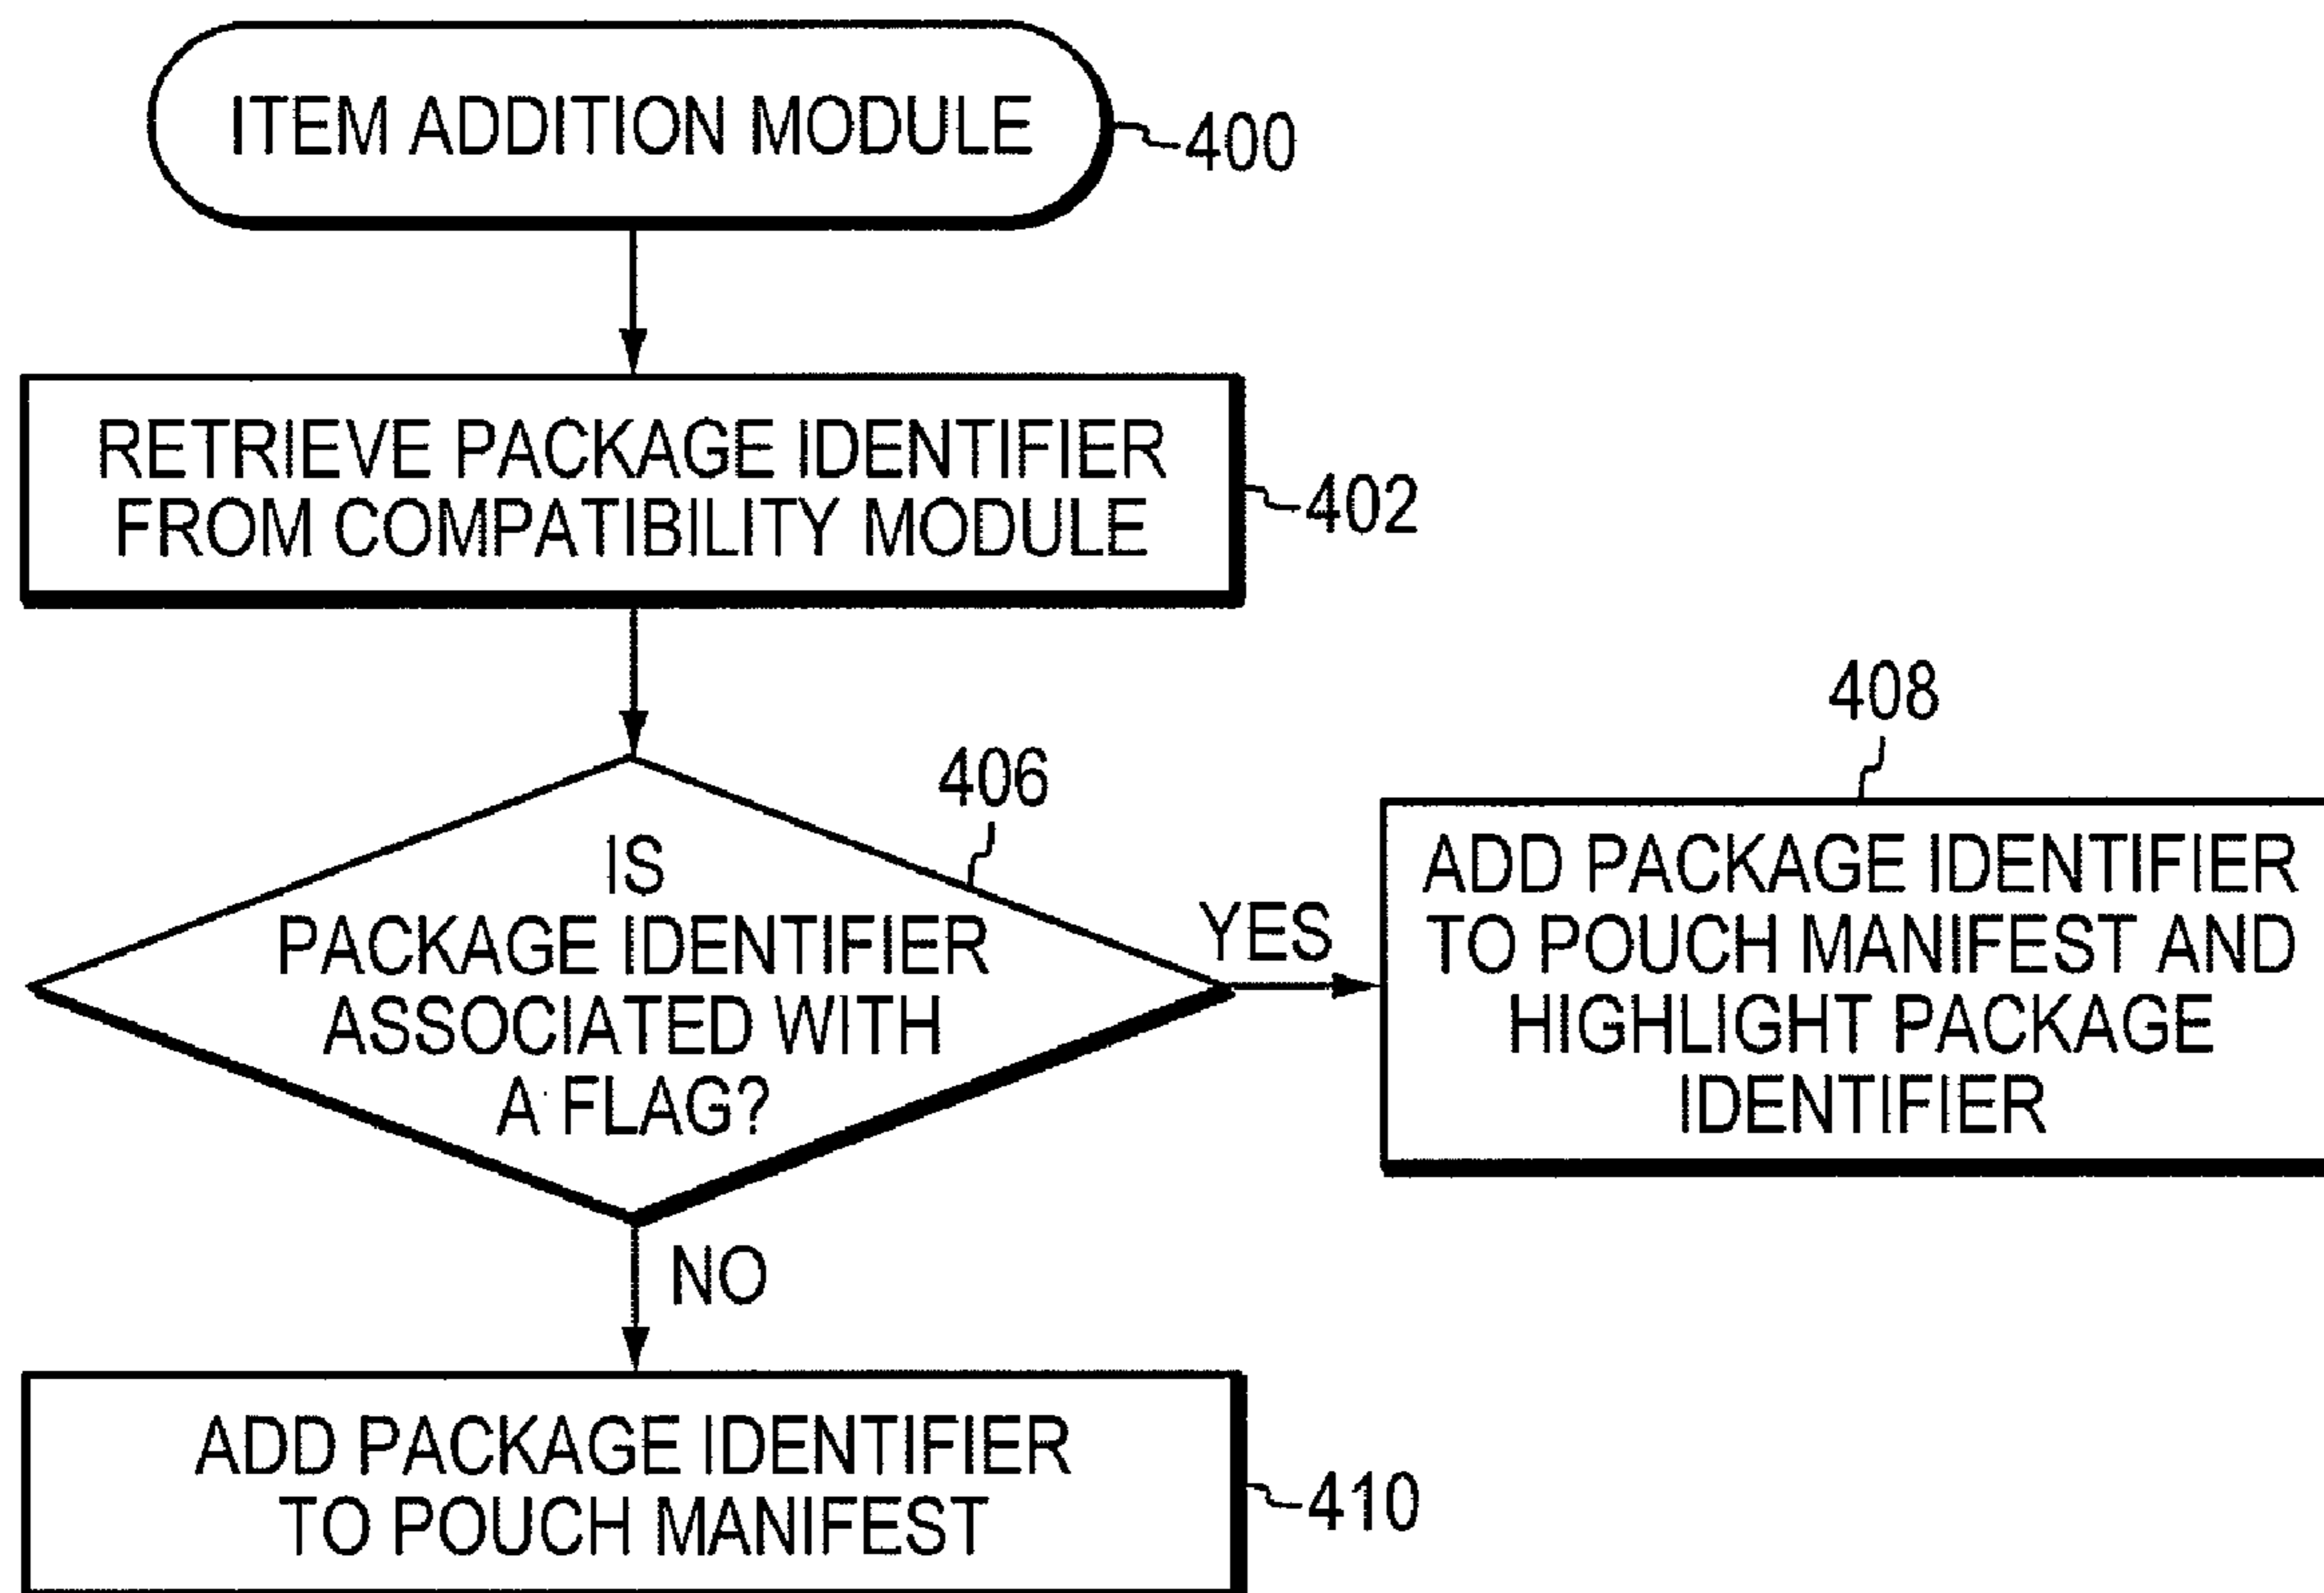 ITEM ADDITION MODULE
400
RETRIEVE PACKAGE IDENTIFIER
FROM COMPATIBILITY MODULE
402
406
IS
PACKAGE IDENTIFIER
ASSOCIATED WITH
A FLAG?
YES
408
ADD PACKAGE IDENTIFIER
TO POUCH MANIFEST AND
HIGHLIGHT PACKAGE
IDENTIFIER
NO
ADD PACKAGE IDENTIFIER
TO POUCH MANIFEST
410